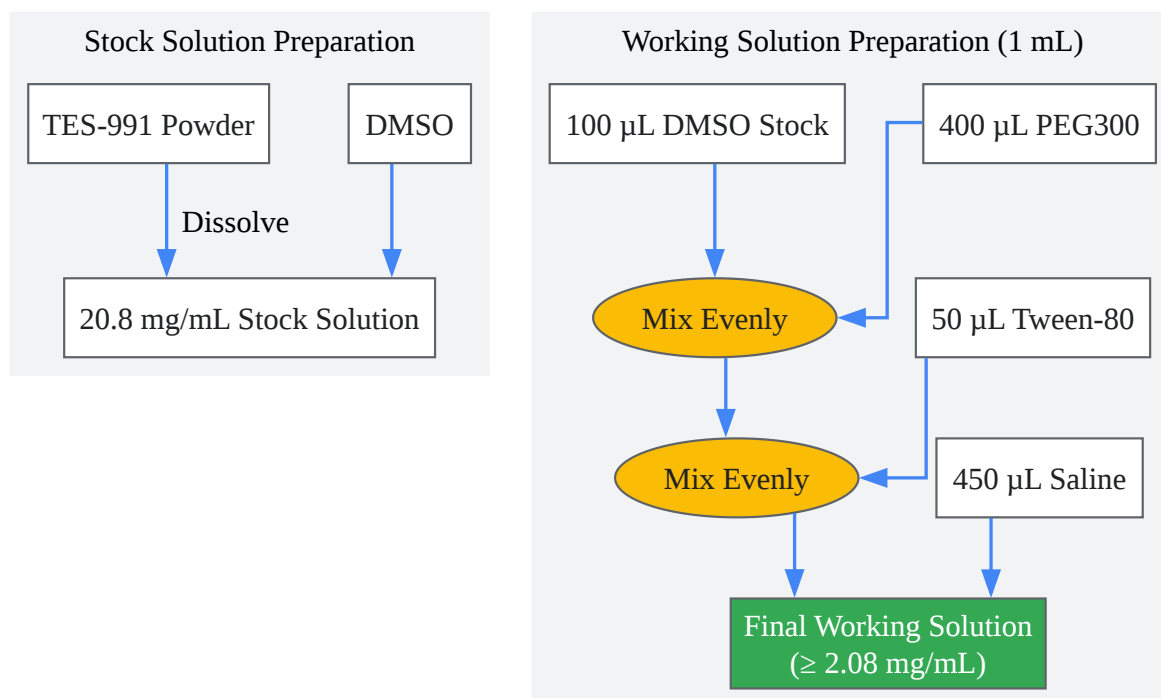 Stock Solution Preparation
TES-991 Powder
DMSO
Dissolve
20.8 mg/mL Stock Solution
Working Solution Preparation (1 mL)
100 µL DMSO Stock
400 µL PEG300
Mix Evenly
50 µL Tween-80
Mix Evenly
450 µL Saline
Final Working Solution
(≥ 2.08 mg/mL)